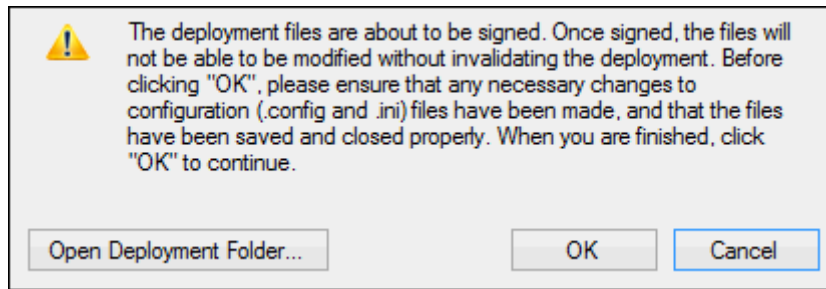 The deployment files are about to be signed. Once signed, the files will
not be able to be modified without invalidating the deployment. Before
clicking "OK", please ensure that any necessary changes to
configuration (.config and .ini) files have been made, and that the files
have been saved and closed properly. When you are finished, click
"OK" to continue.
Open Deployment Folder...
OK
Cancel